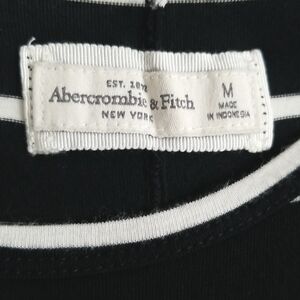 EST. 1892
Abercrombie & Fitch
NEW YORK
M
MADE
IN INDONESIA